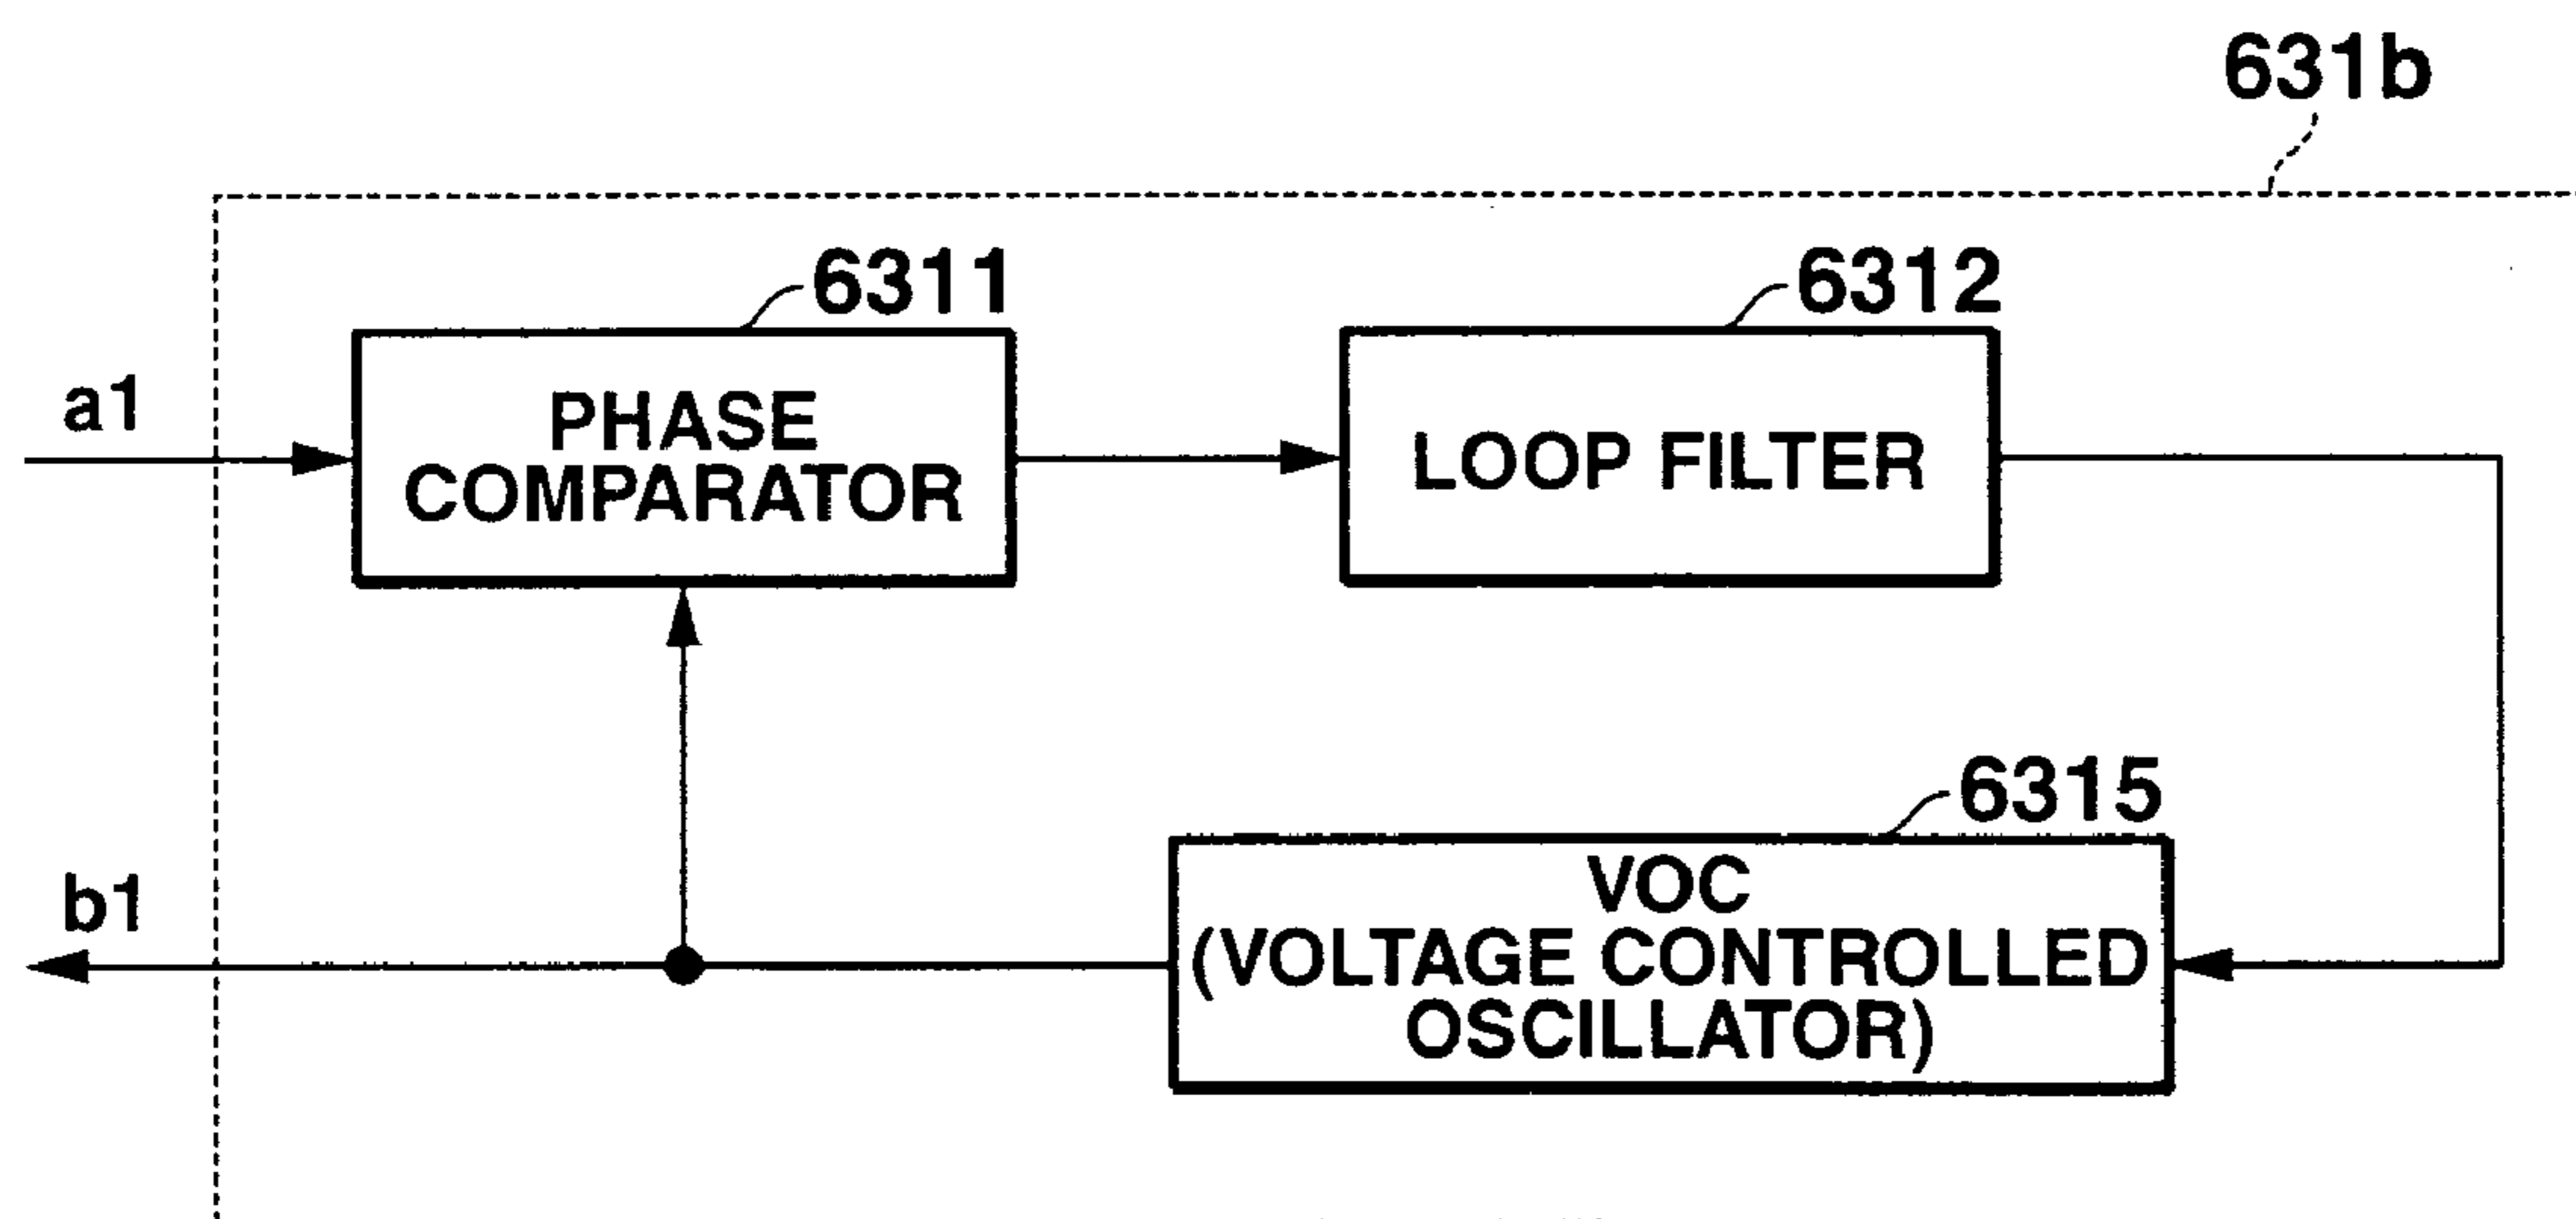 631b
6311
6312
a1
PHASE
COMPARATOR
LOOP FILTER
6315
b1
VOC
(VOLTAGE CONTROLLED
OSCILLATOR)